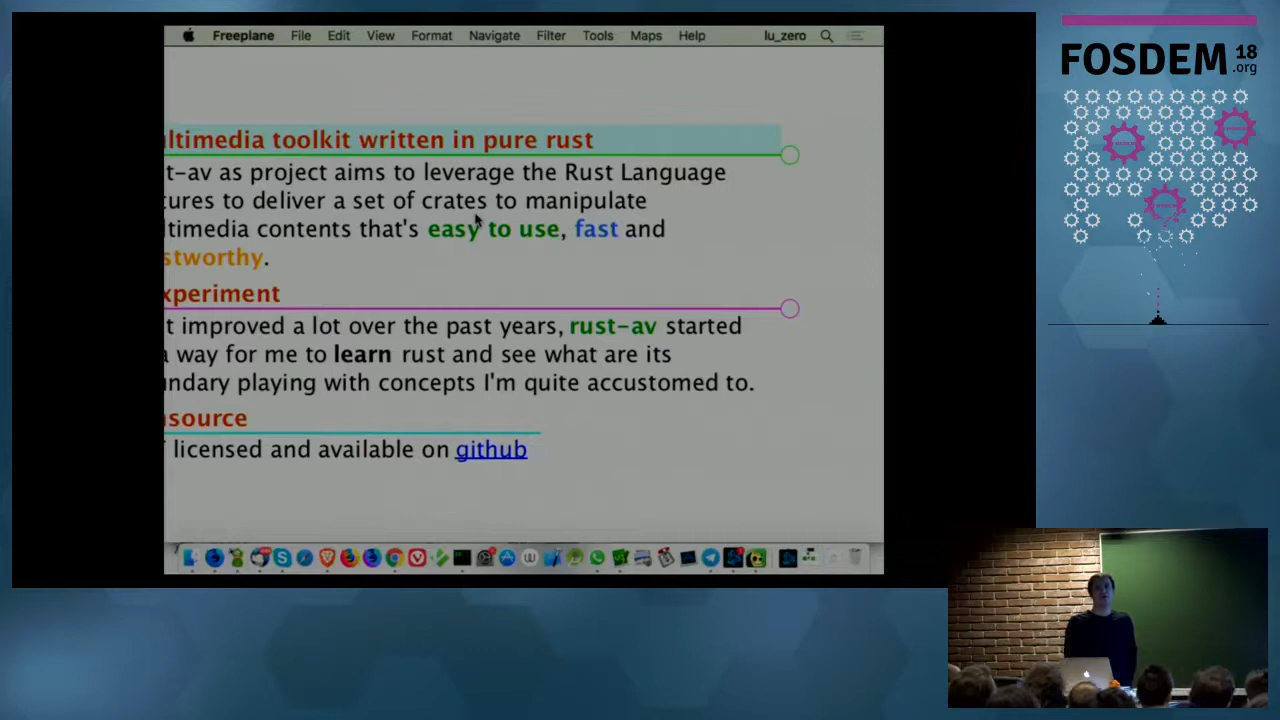 Freeplane File Edit View Format Navigate Filter Tools Maps Help lu_zero
FOSDEM 18 .org
ltimedia toolkit written in pure rust
t-av as project aims to leverage the Rust Language
tures to deliver a set of crates to manipulate
ltimedia contents that's easy to use, fast and
stworthy.
xperiment
t improved a lot over the past years, rust-av started
a way for me to learn rust and see what are its
undary playing with concepts I'm quite accustomed to.
nsource
licensed and available on github